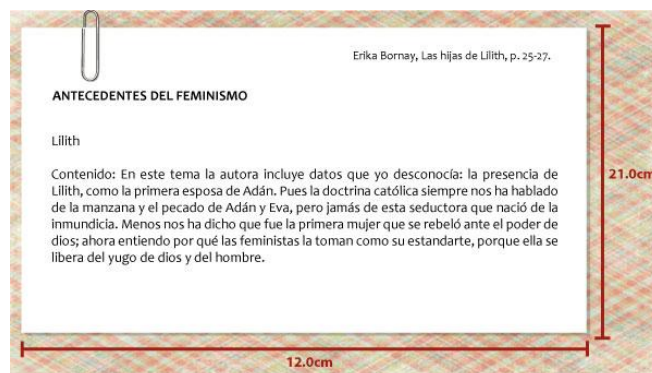 Erika Bornay, Las hijas de Lilith, p. 25-27.
ANTECEDENTES DEL FEMINISMO
Lilith
Contenido: En este tema la autora incluye datos que yo desconocía: la presencia de
Lilith, como la primera esposa de Adán. Pues la doctrina católica siempre nos ha hablado
de la manzana y el pecado de Adán y Eva, pero jamás de esta seductora que nació de la
inmundicia. Menos nos ha dicho que fue la primera mujer que se rebeló ante el poder de
dios; ahora entiendo por qué las feministas la toman como su estandarte, porque ella se
libera del yugo de dios y del hombre.
21.0cm
12.0cm